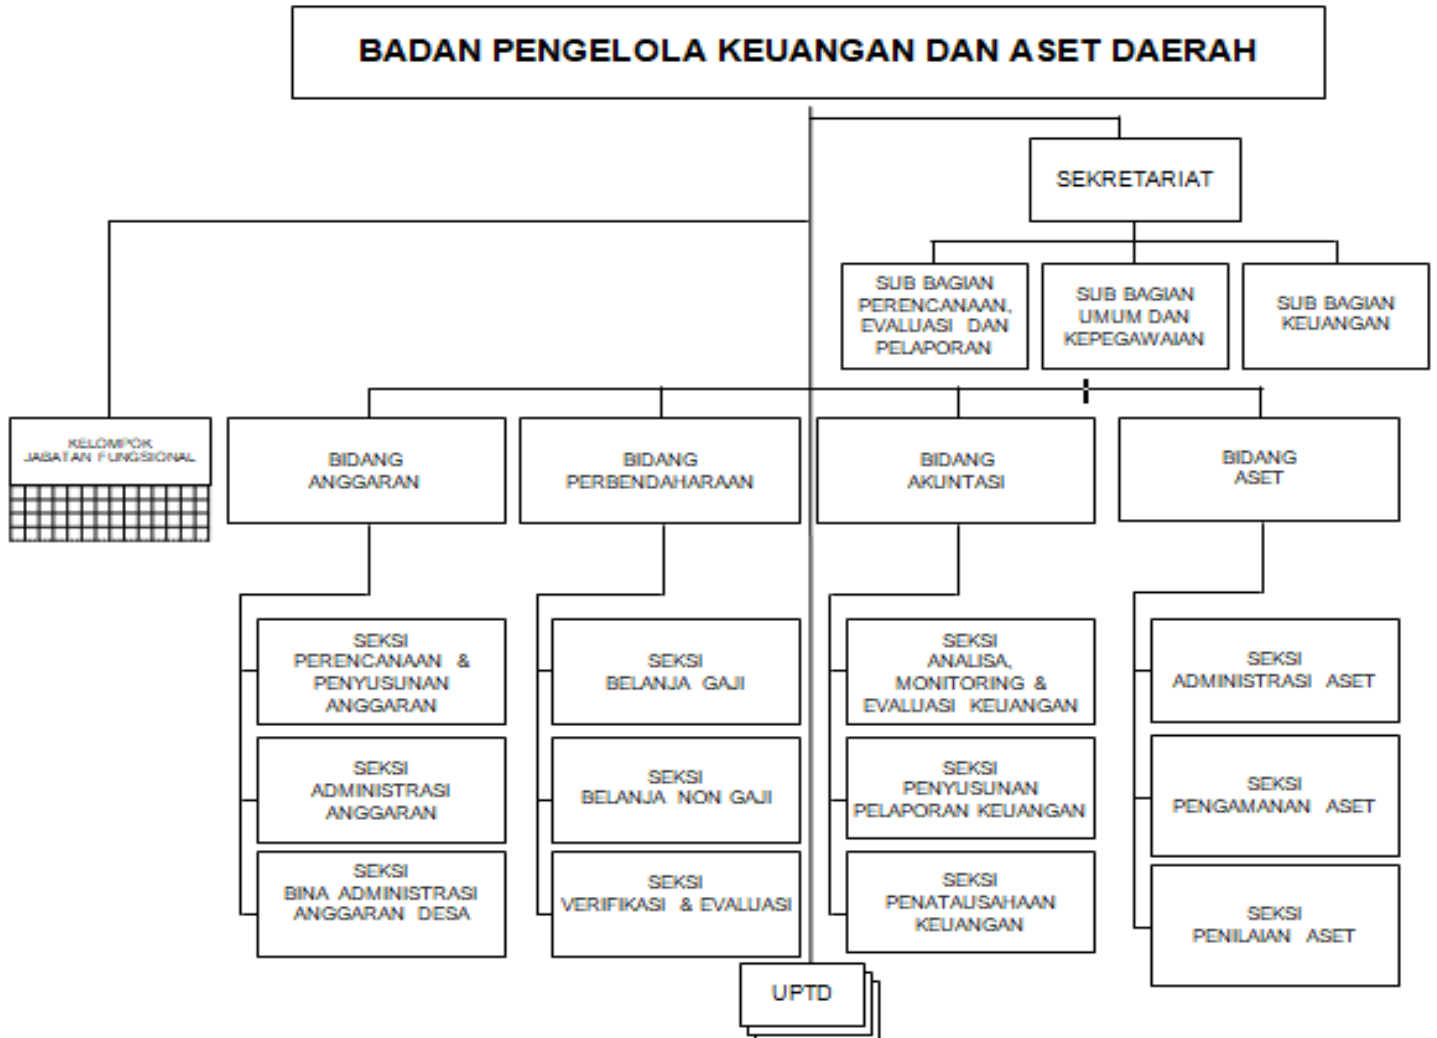 BADAN PENGELOLA KEUANGAN DAN ASET DAERAH
SEKRETARIAT
SUB BAGIAN
PERENCANAAN,
EVALUASI DAN
PELAPORAN
SUB BAGIAN
UMUM DAN
KEPEGAWAIAN
SUB BAGIAN
KEUANGAN
KELOMPOK
JABATAN FUNGSIONAL
BIDANG
ANGGARAN
BIDANG
PERBENDAHARAAN
BIDANG
AKUNTASI
BIDANG
ASET
SEKSI
PERENCANAAN &
PENYUSUNAN
ANGGARAN
SEKSI
BELANJA GAJI
SEKSI
ANALISA,
MONITORING &
EVALUASI KEUANGAN
SEKSI
ADMINISTRASI ASET
SEKSI
ADMINISTRASI
ANGGARAN
SEKSI
BELANJA NON GAJI
SEKSI
PENYUSUNAN
PELAPORAN KEUANGAN
SEKSI
PENGAMANAN ASET
SEKSI
BINA ADMINISTRASI
ANGGARAN DESA
SEKSI
VERIFIKASI & EVALUASI
SEKSI
PENATAUSAHAAN
KEUANGAN
SEKSI
PENILAIAN ASET
UPTD